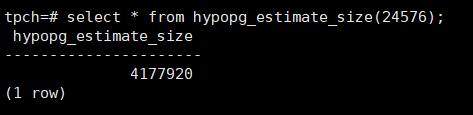 tpch=# select * from hypopg_estimate_size(24576);
hypopg_estimate_size
----------------------
4177920
(1 row)